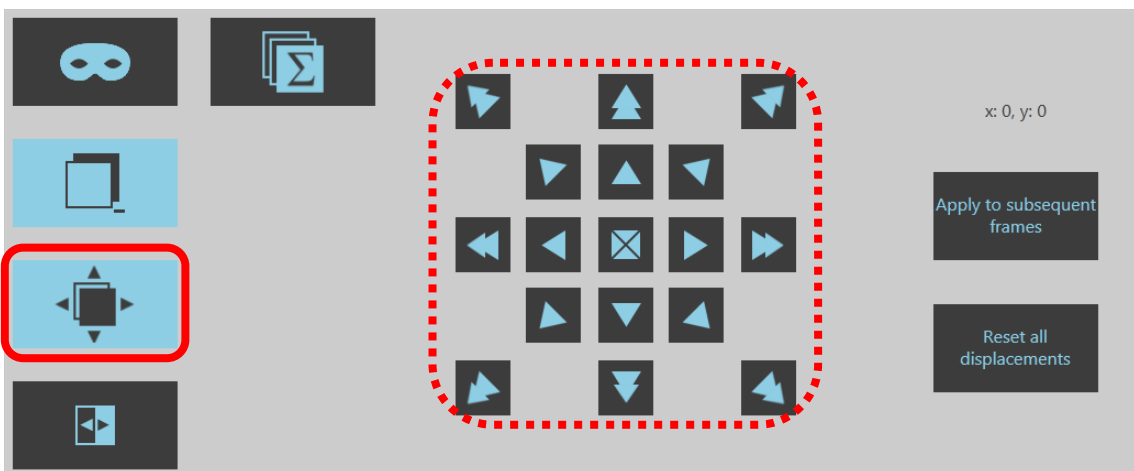 Σ
x: 0, y: 0
Apply to subsequent
frames
Reset all
displacements